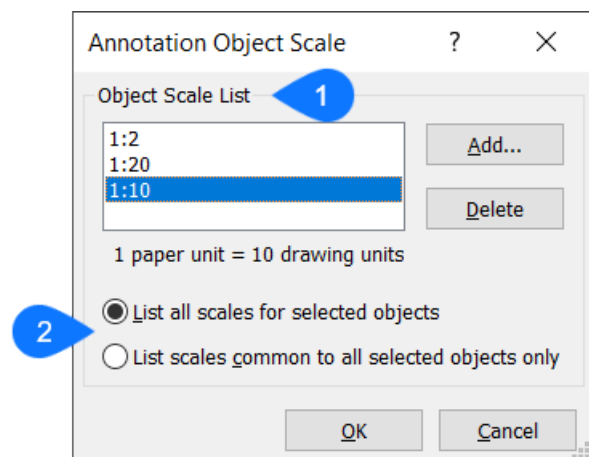 Annotation Object Scale ? ×
Object Scale List 1
1:2
1:20
1:10
Add...
Delete
1 paper unit = 10 drawing units
2
List all scales for selected objects
List scales common to all selected objects only
OK Cancel